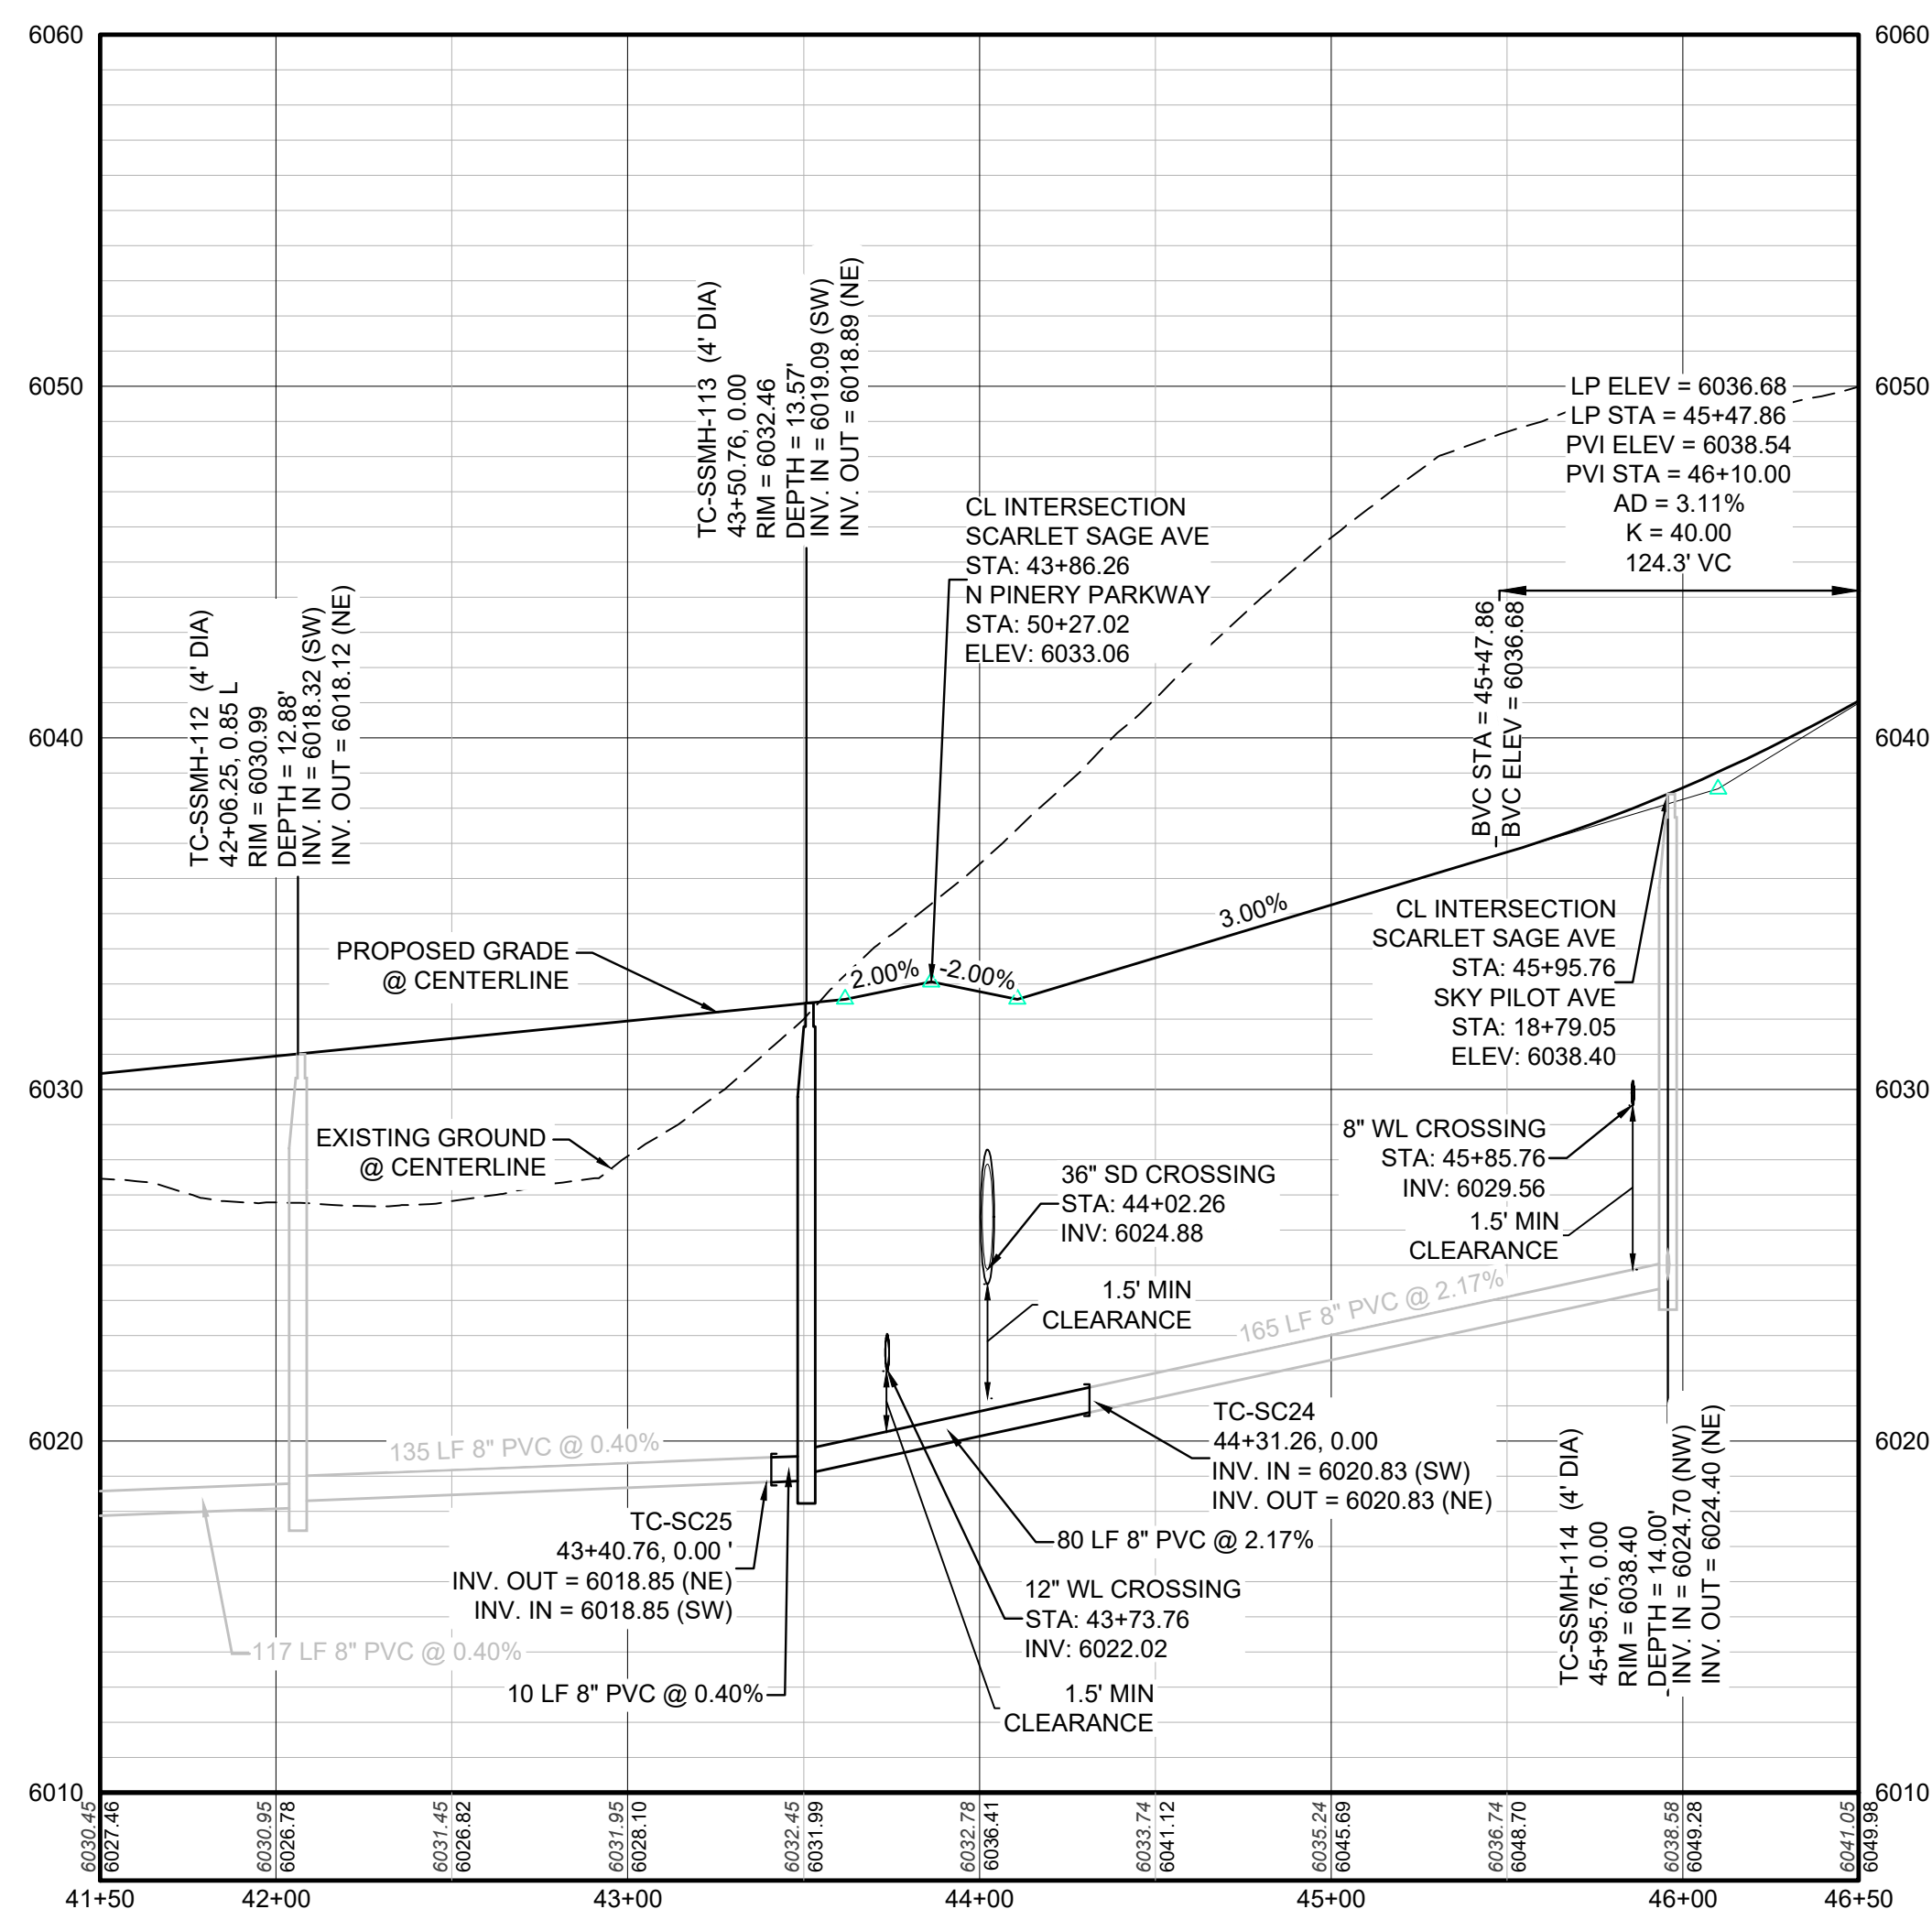 6060
6060
6050
6050
6040
6040
6030
6030
6020
6020
6010
6010
TC-SSMH-112 (4' DIA)
42+06.25, 0.85 L
RIM = 6030.99
DEPTH = 12.88'
INV. IN = 6018.32 (SW)
INV. OUT = 6018.12 (NE)
TC-SSMH-113 (4' DIA)
43+50.76, 0.00
RIM = 6032.46
DEPTH = 13.57'
INV. IN = 6019.09 (SW)
INV. OUT = 6018.89 (NE)
CL INTERSECTION
SCARLET SAGE AVE
STA: 43+86.26
N PINERY PARKWAY
STA: 50+27.02
ELEV: 6033.06
LP ELEV = 6036.68
LP STA = 45+47.86
PVI ELEV = 6038.54
PVI STA = 46+10.00
AD = 3.11%
K = 40.00
124.3' VC
BVC STA = 45+47.86
BVC ELEV = 6036.68
PROPOSED GRADE
@ CENTERLINE
2.00%
-2.00%
3.00%
CL INTERSECTION
SCARLET SAGE AVE
STA: 45+95.76
SKY PILOT AVE
STA: 18+79.05
ELEV: 6038.40
EXISTING GROUND
@ CENTERLINE
36" SD CROSSING
STA: 44+02.26
INV: 6024.88
1.5' MIN
CLEARANCE
8" WL CROSSING
STA: 45+85.76
INV: 6029.56
1.5' MIN
CLEARANCE
165 LF 8" PVC @ 2.17%
135 LF 8" PVC @ 0.40%
TC-SC24
44+31.26, 0.00
INV. IN = 6020.83 (SW)
INV. OUT = 6020.83 (NE)
TC-SC25
43+40.76, 0.00 '
INV. OUT = 6018.85 (NE)
INV. IN = 6018.85 (SW)
80 LF 8" PVC @ 2.17%
12" WL CROSSING
STA: 43+73.76
INV: 6022.02
1.5' MIN
CLEARANCE
117 LF 8" PVC @ 0.40%
10 LF 8" PVC @ 0.40%
TC-SSMH-114 (4' DIA)
45+95.76, 0.00
RIM = 6038.40
DEPTH = 14.00'
INV. IN = 6024.70 (NW)
INV. OUT = 6024.40 (NE)
6030.45
6027.46
6030.95
6026.78
6031.45
6026.82
6031.95
6028.10
6032.45
6031.99
6032.78
6036.41
6033.74
6041.12
6035.24
6045.69
6036.74
6048.70
6038.58
6049.28
6041.05
6049.98
41+50
42+00
43+00
44+00
45+00
46+00
46+50